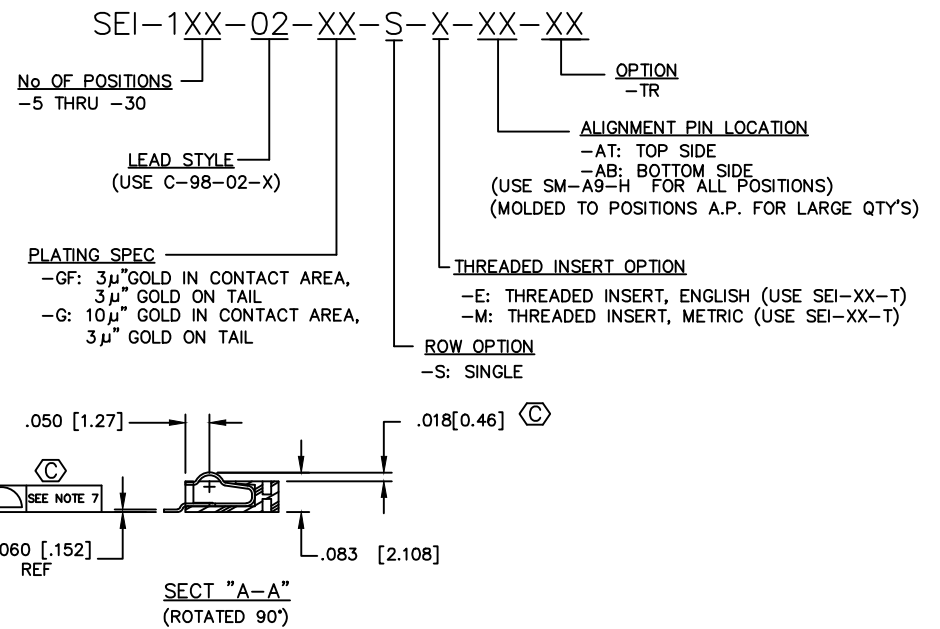 SEI-1XX-02-XX-S-X-XX-XX
No OF POSITIONS
-5 THRU -30
OPTION
-TR
ALIGNMENT PIN LOCATION
-AT: TOP SIDE
-AB: BOTTOM SIDE
(USE SM-A9-H FOR ALL POSITIONS)
(MOLDED TO POSITIONS A.P. FOR LARGE QTY'S)
LEAD STYLE
(USE C-98-02-X)
PLATING SPEC
-GF: 3µ"GOLD IN CONTACT AREA,
3µ" GOLD ON TAIL
-G: 10µ" GOLD IN CONTACT AREA,
3µ" GOLD ON TAIL
THREADED INSERT OPTION
-E: THREADED INSERT, ENGLISH (USE SEI-XX-T)
-M: THREADED INSERT, METRIC (USE SEI-XX-T)
ROW OPTION
-S: SINGLE
.050 [1.27]
.018[0.46] C
C
SEE NOTE 7
060 [.152]
REF
.083 [2.108]
SECT "A-A"
(ROTATED 90°)